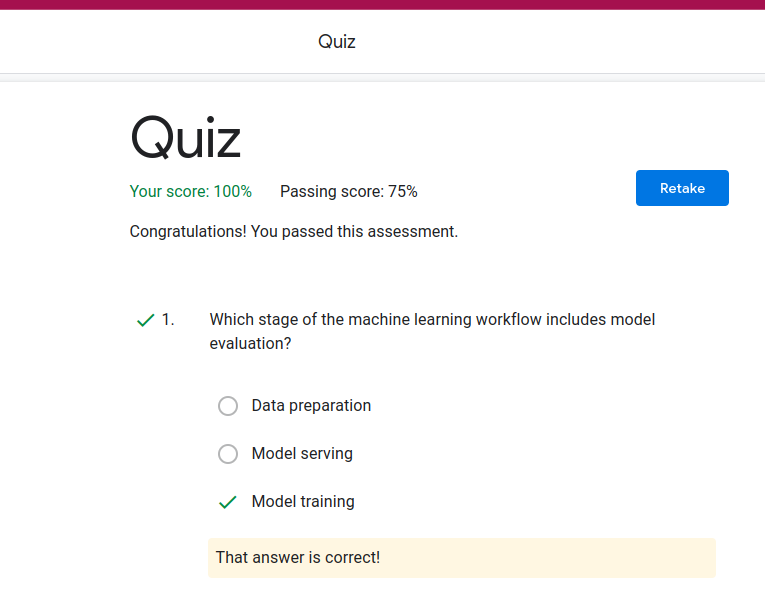 Quiz
Quiz
Your score: 100% Passing score: 75%
Retake
Congratulations! You passed this assessment.
1. Which stage of the machine learning workflow includes model
evaluation?
Data preparation
Model serving
Model training
That answer is correct!